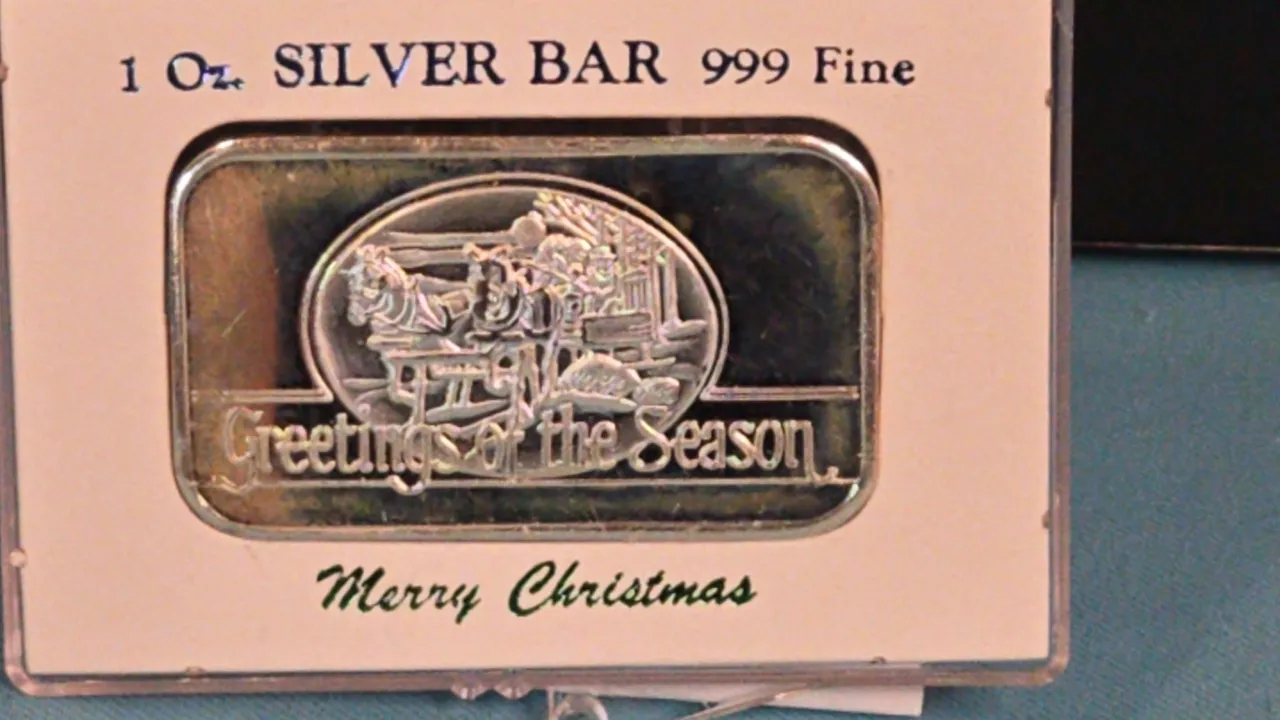 1 Oz. SILVER BAR 999 Fine
Greetings of the Season
Merry Christmas